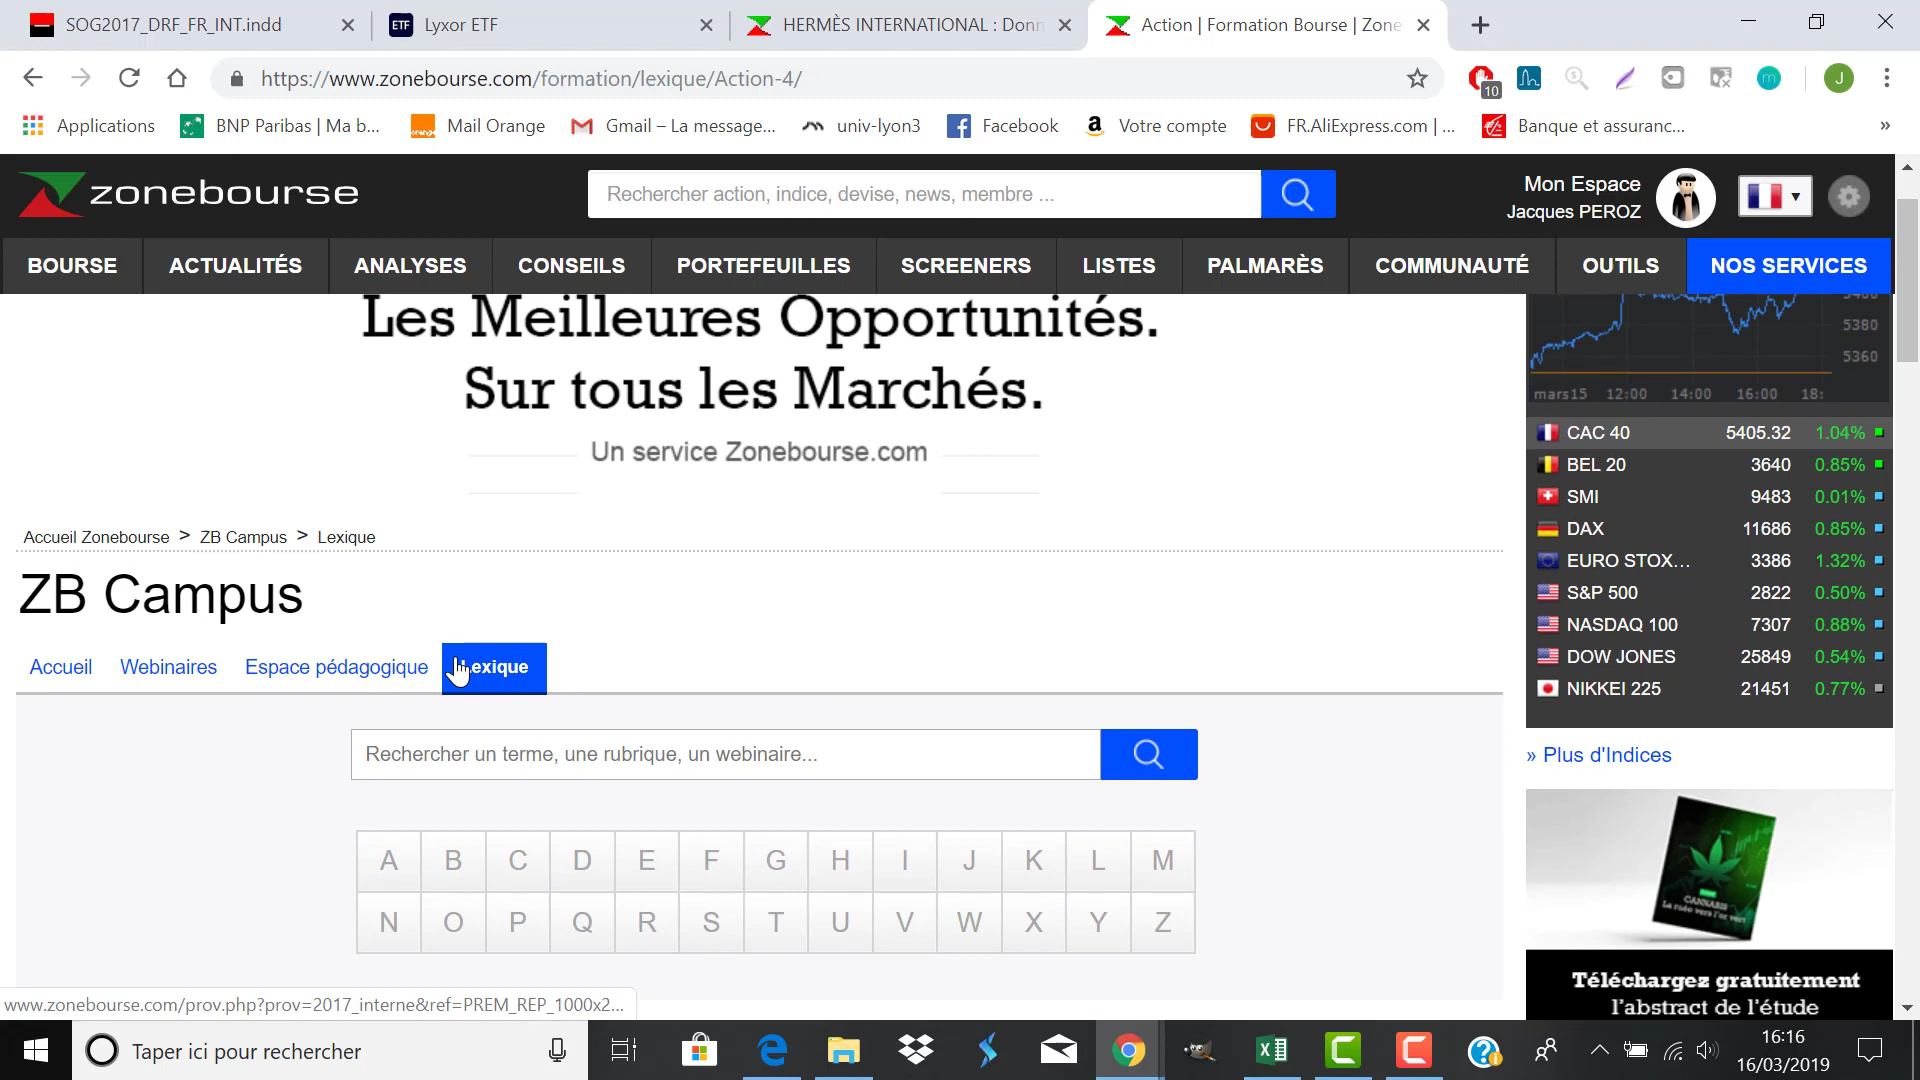 SOG2017_DRF_FR_INT.indd
ETF Lyxor ETF
HERMÈS INTERNATIONAL : Donn
Action | Formation Bourse | Zone
https://www.zonebourse.com/formation/lexique/Action-4/
10
m
J
Applications
BNP Paribas | Ma b...
Mail Orange
Gmail – La message...
univ-lyon3
Facebook
a Votre compte
FR.AliExpress.com | ...
Banque et assuranc...
»
zonebourse
Rechercher action, indice, devise, news, membre ...
Mon Espace
Jacques PEROZ
BOURSE
ACTUALITÉS
ANALYSES
CONSEILS
PORTEFEUILLES
SCREENERS
LISTES
PALMARÈS
COMMUNAUTÉ
OUTILS
NOS SERVICES
Les Meilleures Opportunités.
Sur tous les Marchés.
Un service Zonebourse.com
Accueil Zonebourse > ZB Campus > Lexique
ZB Campus
Accueil
Webinaires
Espace pédagogique
Lexique
Rechercher un terme, une rubrique, un webinaire...
A B C D E F G H I J K L M
N O P Q R S T U V W X Y Z
5380
5360
mars15 12:00 14:00 16:00 18:
CAC 40 5405.32 1.04%
BEL 20 3640 0.85%
SMI 9483 0.01%
DAX 11686 0.85%
EURO STOX... 3386 1.32%
S&P 500 2822 0.50%
NASDAQ 100 7307 0.88%
DOW JONES 25849 0.54%
NIKKEI 225 21451 0.77%
» Plus d'Indices
CANNABIS
La ruée vers l'or vert
Téléchargez gratuitement
l'abstract de l'étude
www.zonebourse.com/prov.php?prov=2017_interne&ref=PREM_REP_1000x2...
Taper ici pour rechercher
16:16
16/03/2019